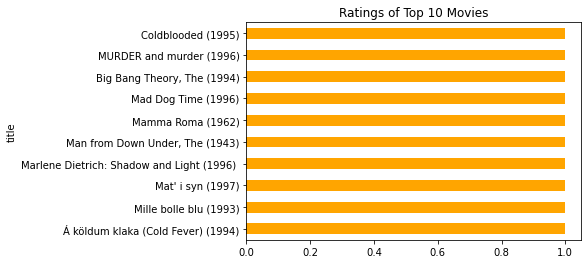 Ratings of Top 10 Movies
Coldblooded (1995)
MURDER and murder (1996)
Big Bang Theory, The (1994)
Mad Dog Time (1996)
Mamma Roma (1962)
Man from Down Under, The (1943)
Marlene Dietrich: Shadow and Light (1996)
Mat' i syn (1997)
Mille bolle blu (1993)
Á köldum klaka (Cold Fever) (1994)
title
0.0 0.2 0.4 0.6 0.8 1.0